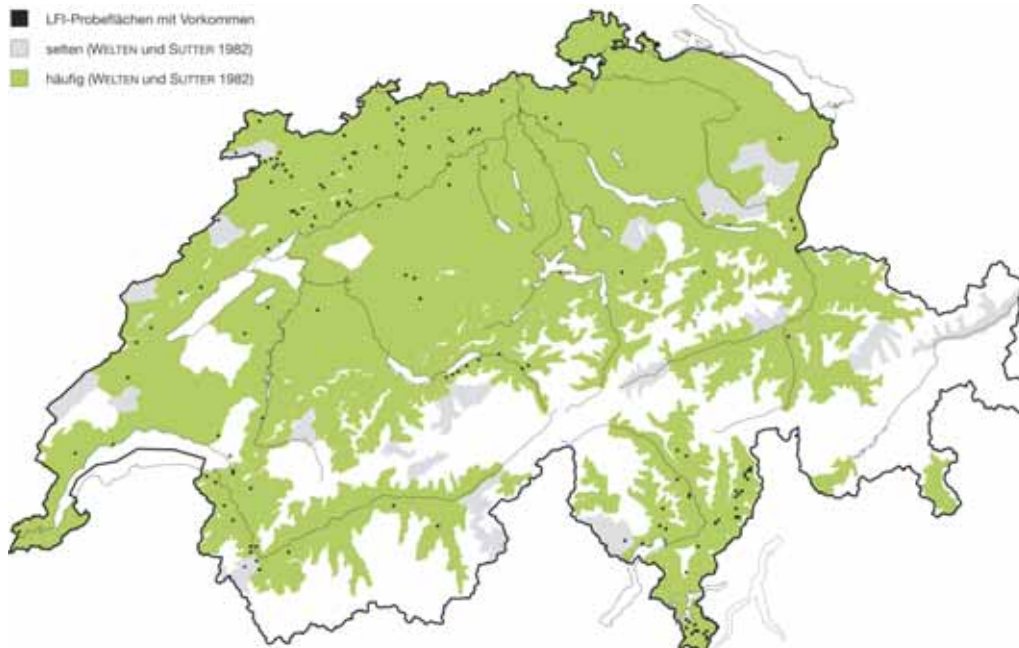 LFI-Probeflächen mit Vorkommen
selten (WELTEN und SUTTER 1982)
häufig (WELTEN und SUTTER 1982)